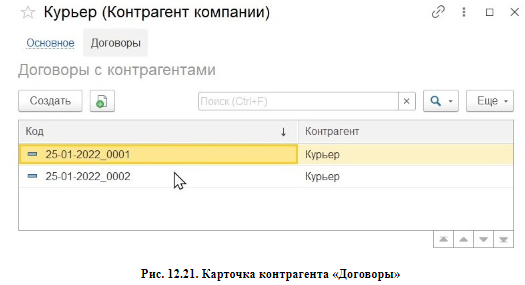 Курьер (Контрагент компании)
Основное Договоры
Договоры с контрагентами
Создать Поиск (Ctrl+F) × Еще
Код ↓ Контрагент
25-01-2022_0001 Курьер
25-01-2022_0002 Курьер
Рис. 12.21. Карточка контрагента «Договоры»